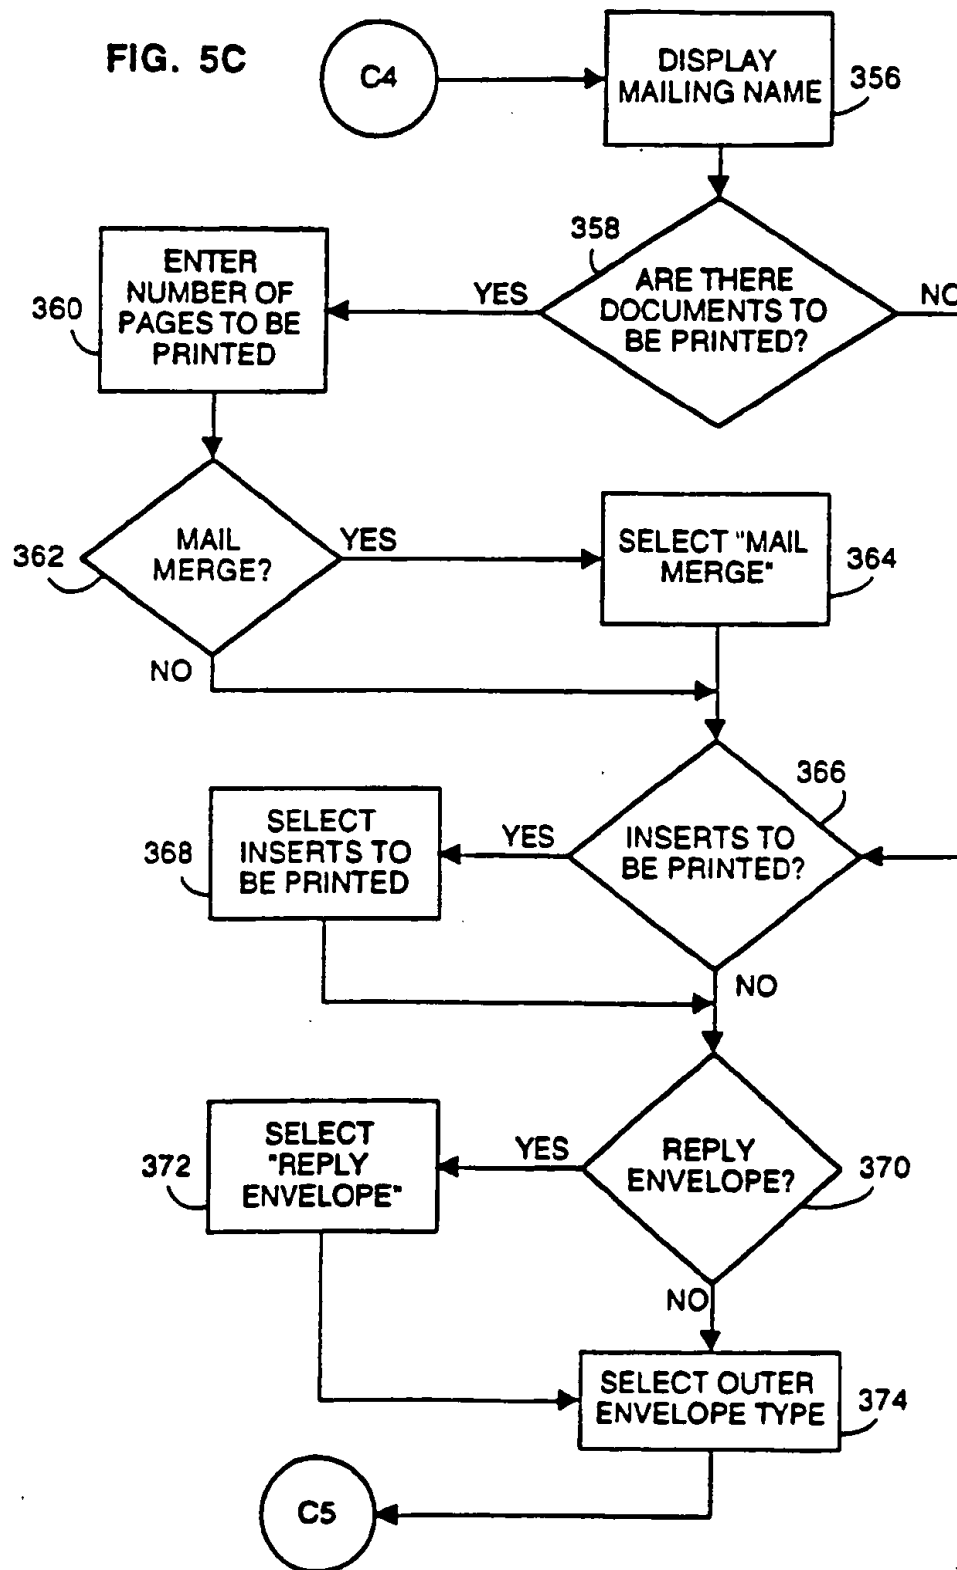 FIG. 5C
C4
DISPLAY
MAILING NAME
356
358
ARE THERE
DOCUMENTS TO
BE PRINTED?
YES
NO
ENTER
NUMBER OF
PAGES TO BE
PRINTED
360
MAIL
MERGE?
362
YES
NO
SELECT "MAIL
MERGE"
364
366
INSERTS TO
BE PRINTED?
YES
NO
SELECT
INSERTS TO
BE PRINTED
368
REPLY
ENVELOPE?
370
YES
NO
SELECT
"REPLY
ENVELOPE"
372
SELECT OUTER
ENVELOPE TYPE
374
C5